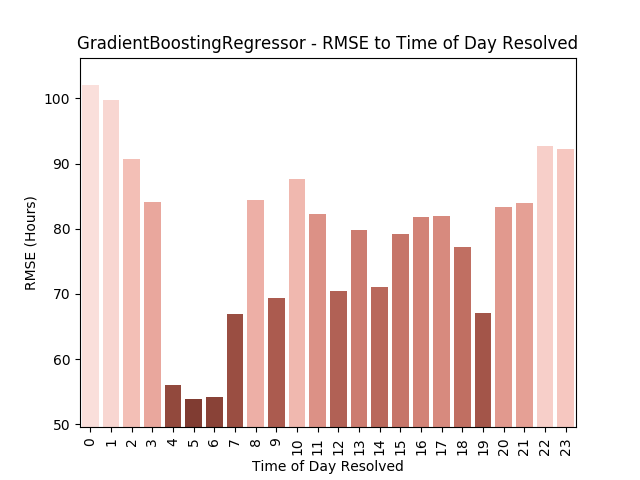 GradientBoostingRegressor - RMSE to Time of Day Resolved
100
90
80
70
60
50
RMSE (Hours)
0 1 2 3 4 5 6 7 8 9 10 11 12 13 14 15 16 17 18 19 20 21 22 23
Time of Day Resolved